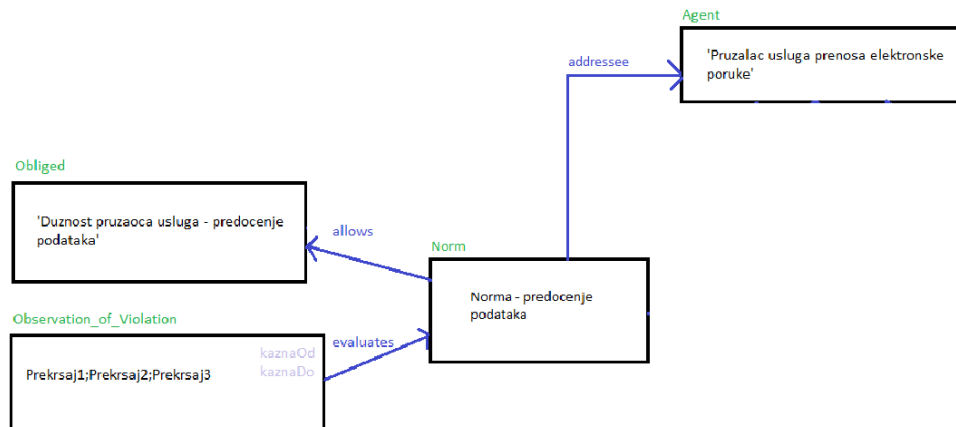 Agent
'Pruzalac usluga prenosa elektronske
poruke'
addressee
Obliged
'Duznost pruzaoca usluga - predocenje
podataka'
allows
Norm
Norma - predocenje
podataka
Observation_of_Violation
kaznaOd
kaznaDo
evaluates
Prekrsaj1;Prekrsaj2;Prekrsaj3